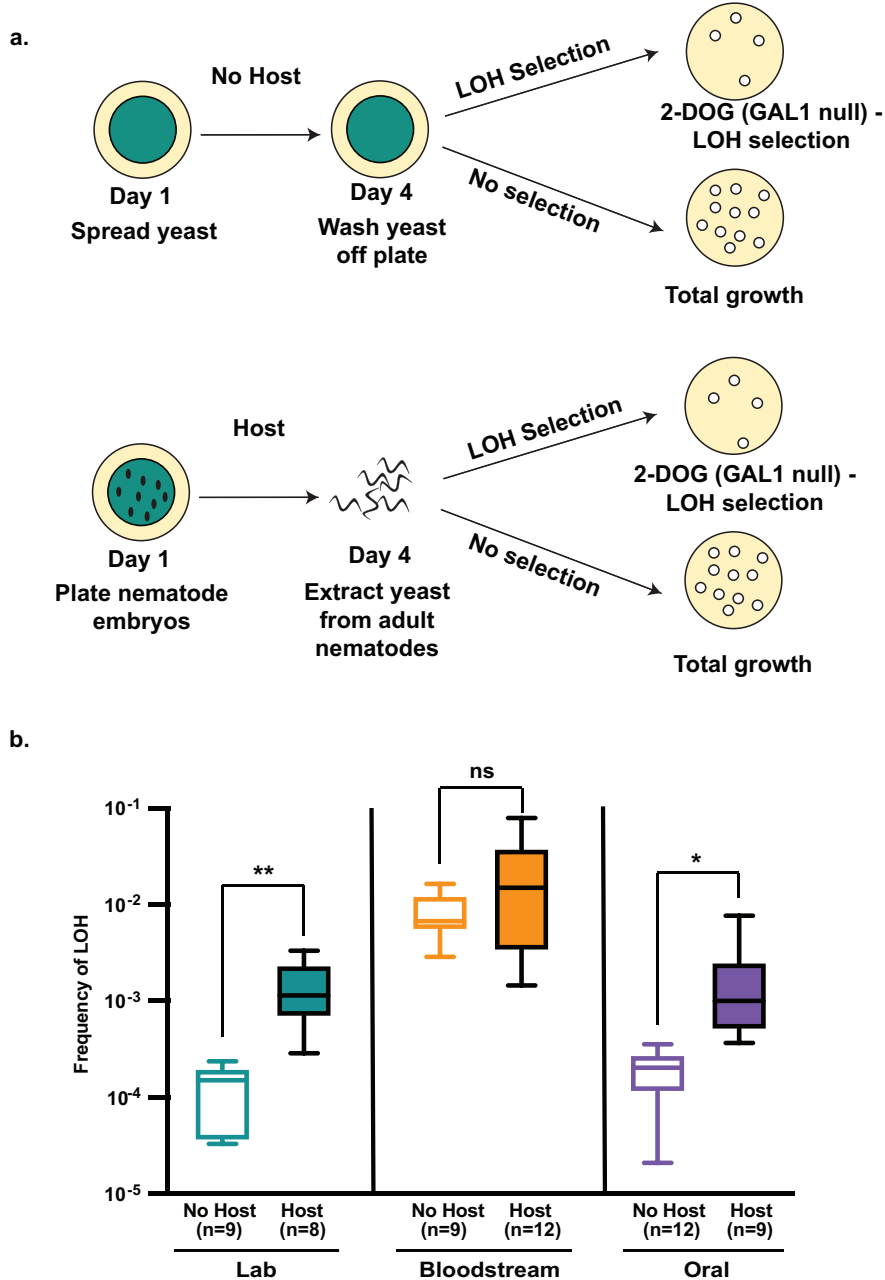 a.
No Host
LOH Selection
No selection
Day 1
Spread yeast
Day 4
Wash yeast
off plate
2-DOG (GAL1 null) -
LOH selection
Total growth
Host
LOH Selection
No selection
Day 1
Plate nematode
embryos
Day 4
Extract yeast
from adult
nematodes
2-DOG (GAL1 null) -
LOH selection
Total growth
b.
Frequency of LOH
10-1
10-2
10-3
10-4
10-5
**
ns
*
No Host
(n=9)
Host
(n=8)
No Host
(n=9)
Host
(n=12)
No Host
(n=12)
Host
(n=9)
Lab
Bloodstream
Oral